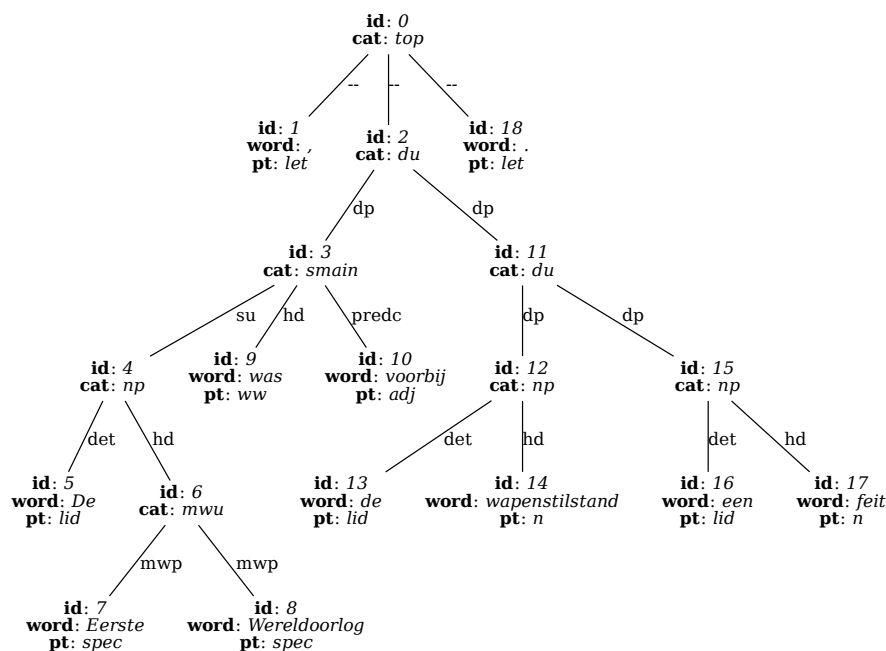 id: 0
cat: top
-- -- --
id: 1
word: ,
pt: let
id: 2
cat: du
id: 18
word: .
pt: let
dp dp
id: 3
cat: smain
id: 11
cat: du
su hd predc dp dp
id: 4
cat: np
id: 9
word: was
pt: ww
id: 10
word: voorbij
pt: adj
id: 12
cat: np
id: 15
cat: np
det hd det hd det hd
id: 5
word: De
pt: lid
id: 6
cat: mwu
id: 13
word: de
pt: lid
id: 14
word: wapenstilstand
pt: n
id: 16
word: een
pt: lid
id: 17
word: feit
pt: n
mwp mwp
id: 7
word: Eerste
pt: spec
id: 8
word: Wereldoorlog
pt: spec